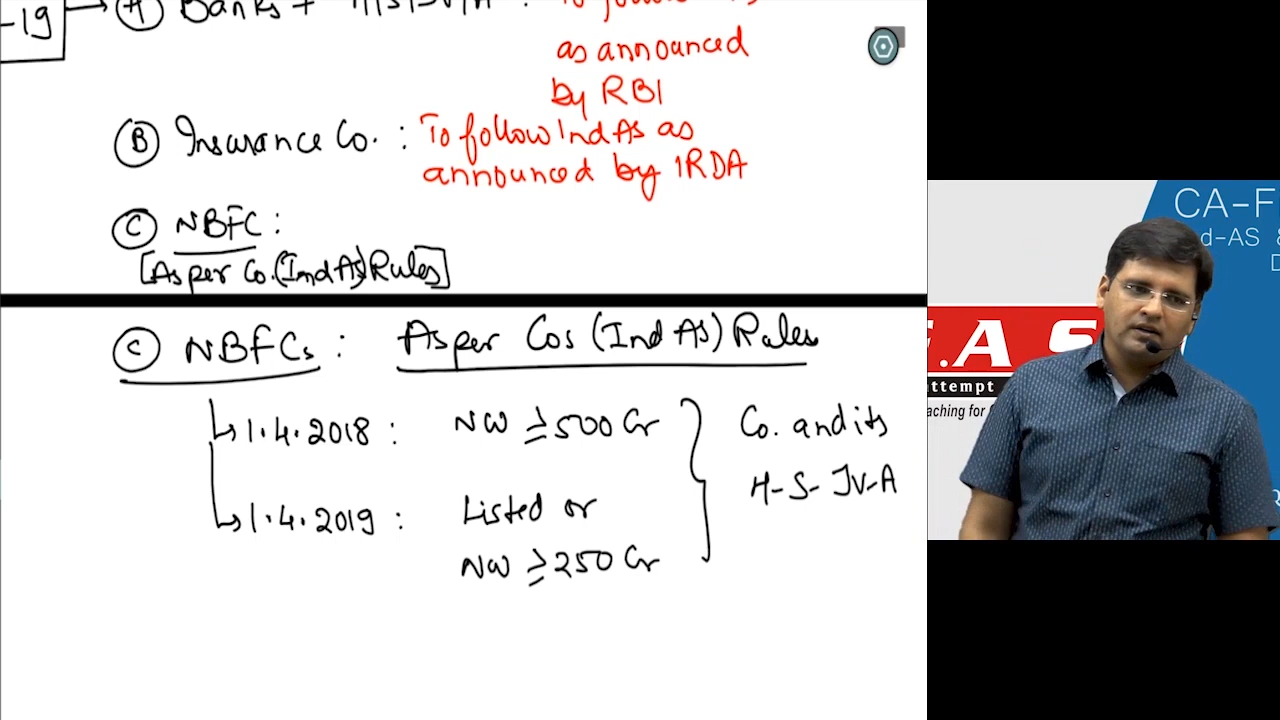 -19
(A) Banks +
as announced
by RBI
(B) Insurance Co. : To follow Ind As as
announced by IRDA
(C) NBFC :
[As per Co. (Ind As) Rules]
(C) NBFCs : As per Cos (Ind As) Rules
1.4.2018 : NW ≥ 500 Cr
Co. and its
H-S-JV-A
1.4.2019 : Listed or
NW ≥ 250 Cr
CA-F
d-AS &
D
.A S
attempt
aching for